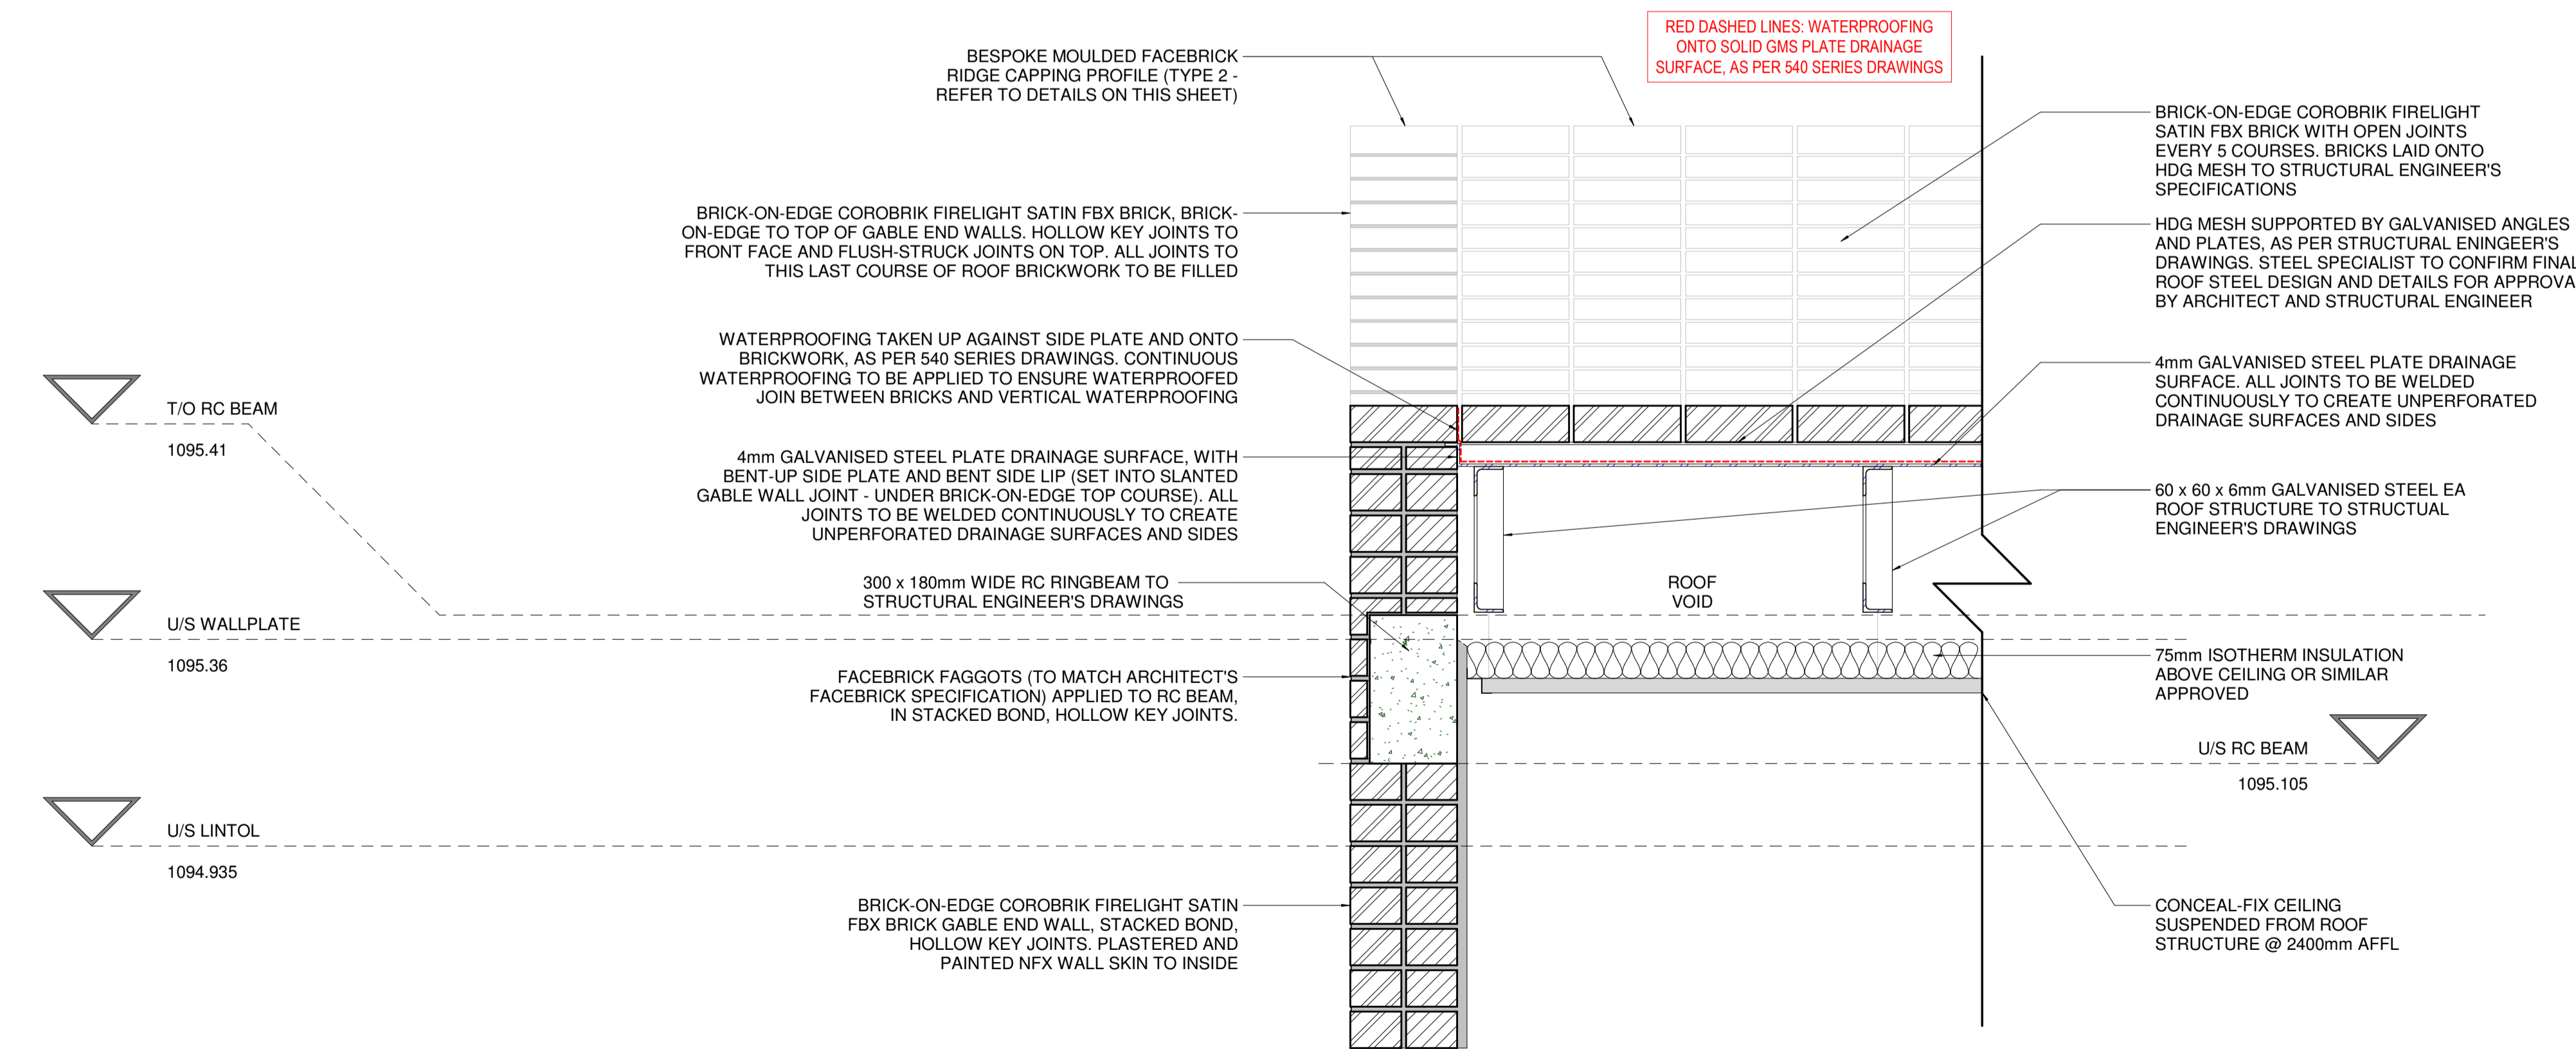 RED DASHED LINES: WATERPROOFING
ONTO SOLID GMS PLATE DRAINAGE
SURFACE, AS PER 540 SERIES DRAWINGS
BESPOKE MOULDED FACEBRICK
RIDGE CAPPING PROFILE (TYPE 2 -
REFER TO DETAILS ON THIS SHEET)
BRICK-ON-EDGE COROBRIK FIRELIGHT SATIN FBX BRICK, BRICK-
ON-EDGE TO TOP OF GABLE END WALLS. HOLLOW KEY JOINTS TO
FRONT FACE AND FLUSH-STRUCK JOINTS ON TOP. ALL JOINTS TO
THIS LAST COURSE OF ROOF BRICKWORK TO BE FILLED
WATERPROOFING TAKEN UP AGAINST SIDE PLATE AND ONTO
BRICKWORK, AS PER 540 SERIES DRAWINGS. CONTINUOUS
WATERPROOFING TO BE APPLIED TO ENSURE WATERPROOFED
JOIN BETWEEN BRICKS AND VERTICAL WATERPROOFING
4mm GALVANISED STEEL PLATE DRAINAGE SURFACE, WITH
BENT-UP SIDE PLATE AND BENT SIDE LIP (SET INTO SLANTED
GABLE WALL JOINT - UNDER BRICK-ON-EDGE TOP COURSE). ALL
JOINTS TO BE WELDED CONTINUOUSLY TO CREATE
UNPERFORATED DRAINAGE SURFACES AND SIDES
300 x 180mm WIDE RC RINGBEAM TO
STRUCTURAL ENGINEER'S DRAWINGS
FACEBRICK FAGGOTS (TO MATCH ARCHITECT'S
FACEBRICK SPECIFICATION) APPLIED TO RC BEAM,
IN STACKED BOND, HOLLOW KEY JOINTS.
BRICK-ON-EDGE COROBRIK FIRELIGHT SATIN
FBX BRICK GABLE END WALL, STACKED BOND,
HOLLOW KEY JOINTS. PLASTERED AND
PAINTED NFX WALL SKIN TO INSIDE
T/O RC BEAM
1095.41
U/S WALLPLATE
1095.36
U/S LINTOL
1094.935
ROOF
VOID
BRICK-ON-EDGE COROBRIK FIRELIGHT
SATIN FBX BRICK WITH OPEN JOINTS
EVERY 5 COURSES. BRICKS LAID ONTO
HDG MESH TO STRUCTURAL ENGINEER'S
SPECIFICATIONS
HDG MESH SUPPORTED BY GALVANISED ANGLES
AND PLATES, AS PER STRUCTURAL ENINGEER'S
DRAWINGS. STEEL SPECIALIST TO CONFIRM FINAL
ROOF STEEL DESIGN AND DETAILS FOR APPROVA
BY ARCHITECT AND STRUCTURAL ENGINEER
4mm GALVANISED STEEL PLATE DRAINAGE
SURFACE. ALL JOINTS TO BE WELDED
CONTINUOUSLY TO CREATE UNPERFORATED
DRAINAGE SURFACES AND SIDES
60 x 60 x 6mm GALVANISED STEEL EA
ROOF STRUCTURE TO STRUCTUAL
ENGINEER'S DRAWINGS
75mm ISOTHERM INSULATION
ABOVE CEILING OR SIMILAR
APPROVED
U/S RC BEAM
1095.105
CONCEAL-FIX CEILING
SUSPENDED FROM ROOF
STRUCTURE @ 2400mm AFFL